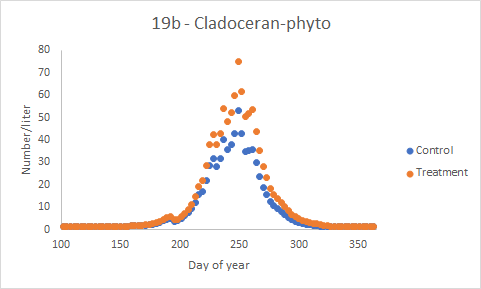 19b - Cladoceran-phyto
80
70
60
50
40
30
20
10
0
Number/liter
100 150 200 250 300 350
Day of year
Control
Treatment